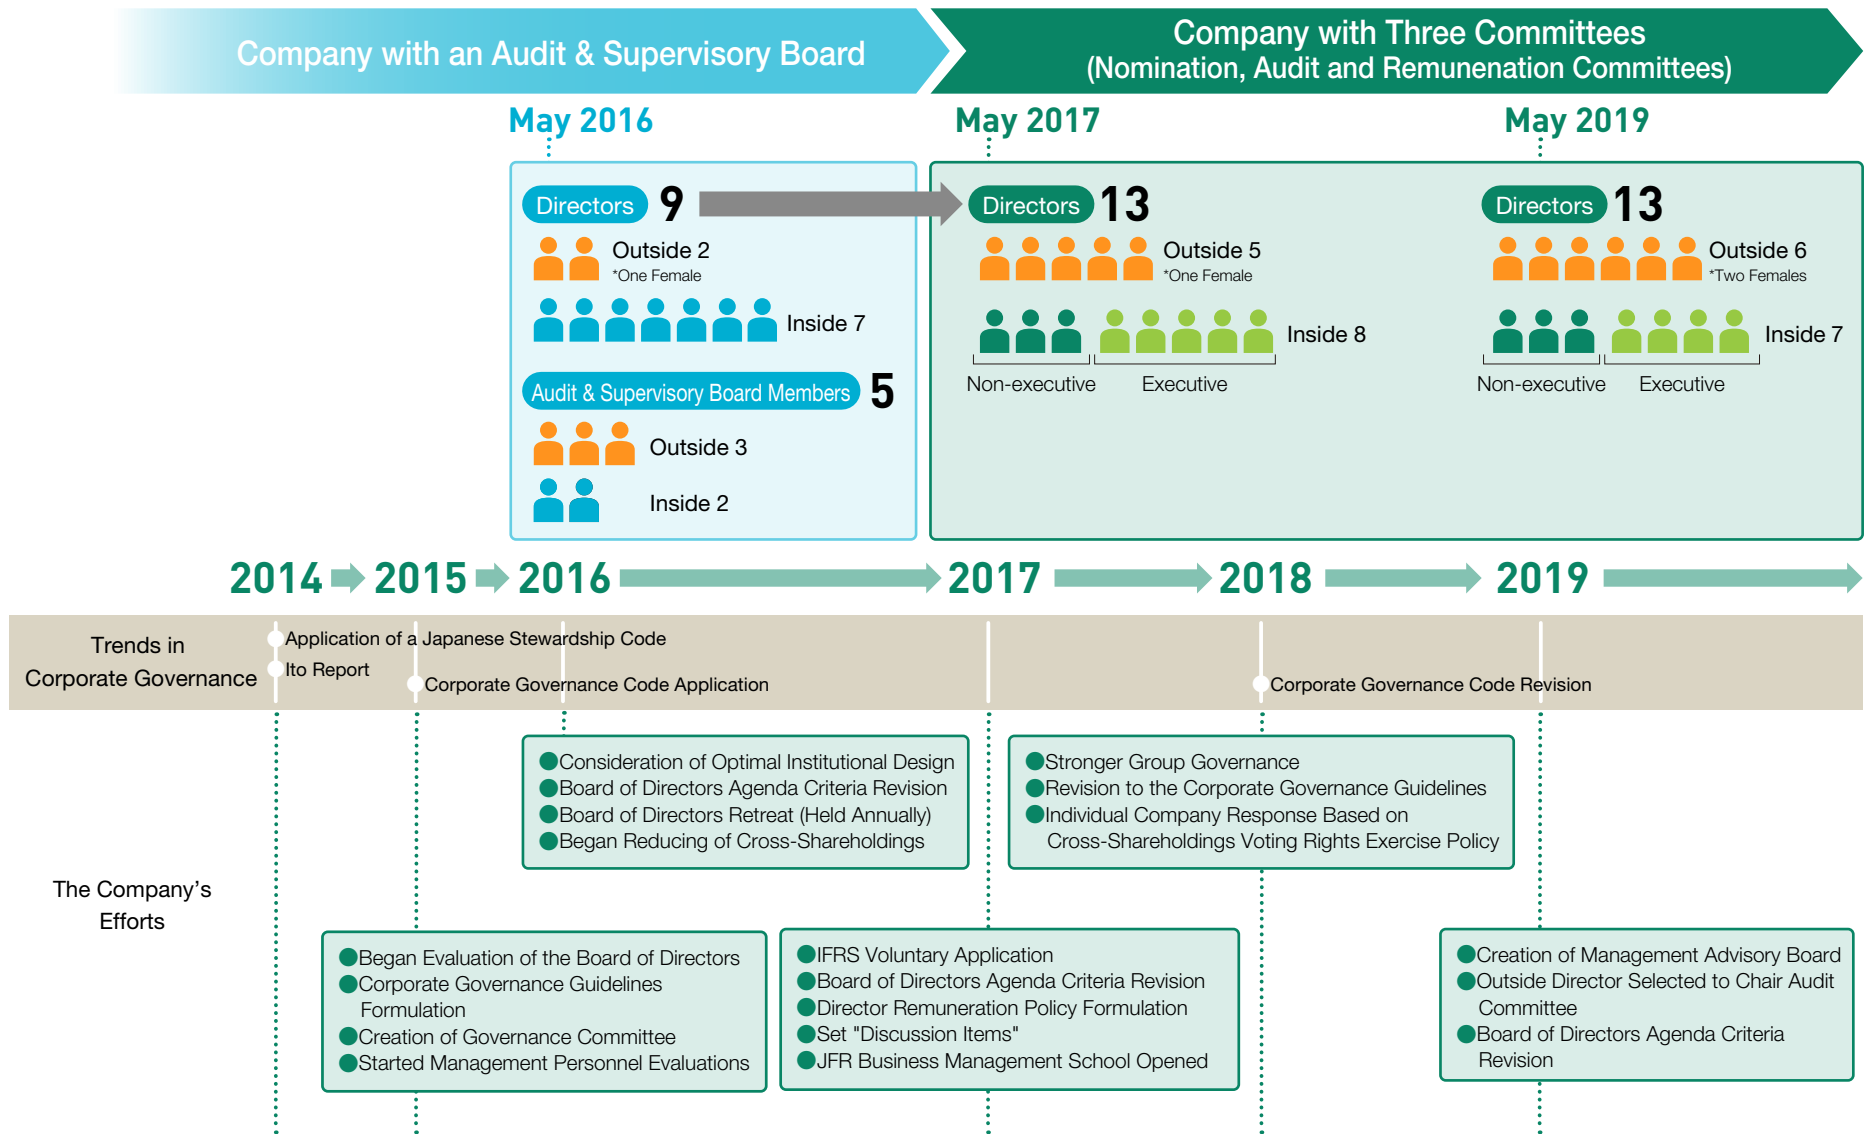 Company with an Audit & Supervisory Board
Company with Three Committees
(Nomination, Audit and Remunenation Committees)
May 2016
May 2017
May 2019
Directors 9
Outside 2
*One Female
Inside 7
Audit & Supervisory Board Members 5
Outside 3
Inside 2
Directors 13
Outside 5
*One Female
Inside 8
Non-executive
Executive
Directors 13
Outside 6
*Two Females
Inside 7
Non-executive
Executive
2014
2015
2016
2017
2018
2019
Trends in
Corporate Governance
Application of a Japanese Stewardship Code
Ito Report
Corporate Governance Code Application
Corporate Governance Code Revision
The Company's
Efforts
●Consideration of Optimal Institutional Design
●Board of Directors Agenda Criteria Revision
●Board of Directors Retreat (Held Annually)
●Began Reducing of Cross-Shareholdings
●Stronger Group Governance
●Revision to the Corporate Governance Guidelines
●Individual Company Response Based on
Cross-Shareholdings Voting Rights Exercise Policy
●Began Evaluation of the Board of Directors
●Corporate Governance Guidelines
Formulation
●Creation of Governance Committee
●Started Management Personnel Evaluations
●IFRS Voluntary Application
●Board of Directors Agenda Criteria Revision
●Director Remuneration Policy Formulation
●Set "Discussion Items"
●JFR Business Management School Opened
●Creation of Management Advisory Board
●Outside Director Selected to Chair Audit
Committee
●Board of Directors Agenda Criteria
Revision